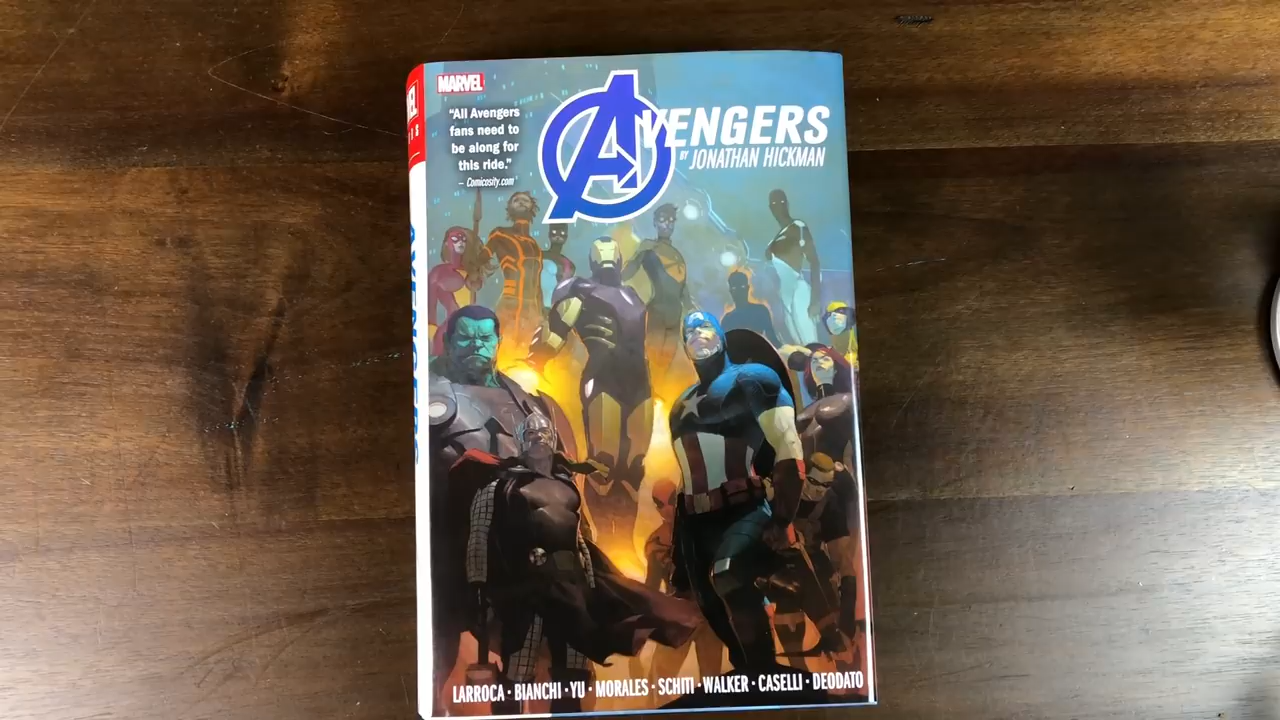 MARVEL
"All Avengers
fans need to
be along for
this ride."
– Comicosity.com
AVENGERS
BY JONATHAN HICKMAN
AVENGERS
LARROCA · BIANCHI · YU · MORALES · SCHITI · WALKER · CASELLI · DEODATO